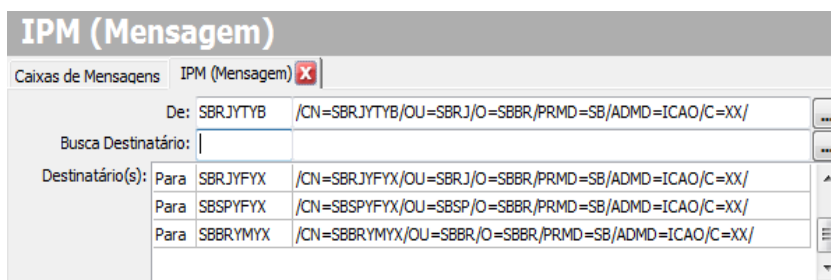 IPM (Mensagem)
Caixas de Mensagens IPM (Mensagem)
De: SBRJYTYB /CN=SBRJYTYB/OU=SBRJ/O=SBBR/PRMD=SB/ADMD=ICAO/C=XX/ ...
Busca Destinatário: ...
Destinatário(s): Para SBRJYFYX /CN=SBRJYFYX/OU=SBRJ/O=SBBR/PRMD=SB/ADMD=ICAO/C=XX/
Para SBSPYFYX /CN=SBSPYFYX/OU=SBSP/O=SBBR/PRMD=SB/ADMD=ICAO/C=XX/
Para SBBRYMYX /CN=SBBRYMYX/OU=SBBR/O=SBBR/PRMD=SB/ADMD=ICAO/C=XX/